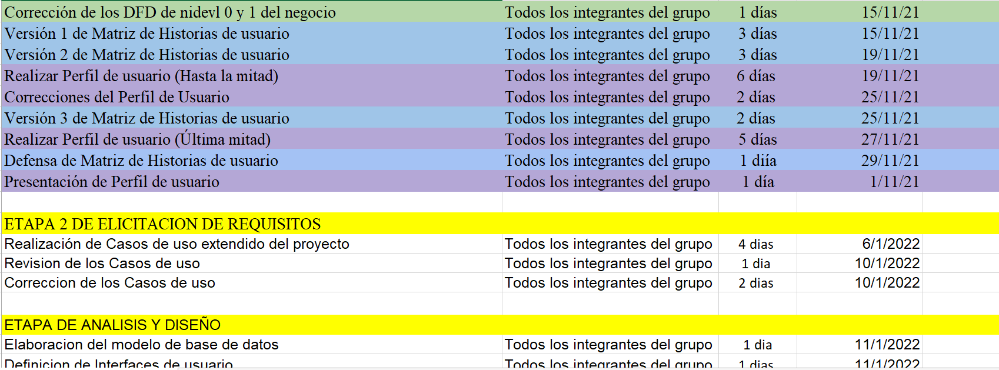 Corrección de los DFD de nidevl 0 y 1 del negocio Todos los integrantes del grupo 1 días 15/11/21
Versión 1 de Matriz de Historias de usuario Todos los integrantes del grupo 3 días 15/11/21
Versión 2 de Matriz de Historias de usuario Todos los integrantes del grupo 3 días 19/11/21
Realizar Perfil de usuario (Hasta la mitad) Todos los integrantes del grupo 6 días 19/11/21
Correcciones del Perfil de Usuario Todos los integrantes del grupo 2 días 25/11/21
Versión 3 de Matriz de Historias de usuario Todos los integrantes del grupo 2 días 25/11/21
Realizar Perfil de usuario (Última mitad) Todos los integrantes del grupo 5 días 27/11/21
Defensa de Matriz de Historias de usuario Todos los integrantes del grupo 1 diía 29/11/21
Presentación de Perfil de usuario Todos los integrantes del grupo 1 día 1/11/21
ETAPA 2 DE ELICITACION DE REQUISITOS
Realización de Casos de uso extendido del proyecto Todos los integrantes del grupo 4 dias 6/1/2022
Revision de los Casos de uso Todos los integrantes del grupo 1 dia 10/1/2022
Correccion de los Casos de uso Todos los integrantes del grupo 2 dias 10/1/2022
ETAPA DE ANALISIS Y DISEÑO
Elaboracion del modelo de base de datos Todos los integrantes del grupo 1 dia 11/1/2022
Definicion de Interfaces de usuario Todos los integrantes del grupo 1 dias 11/1/2022